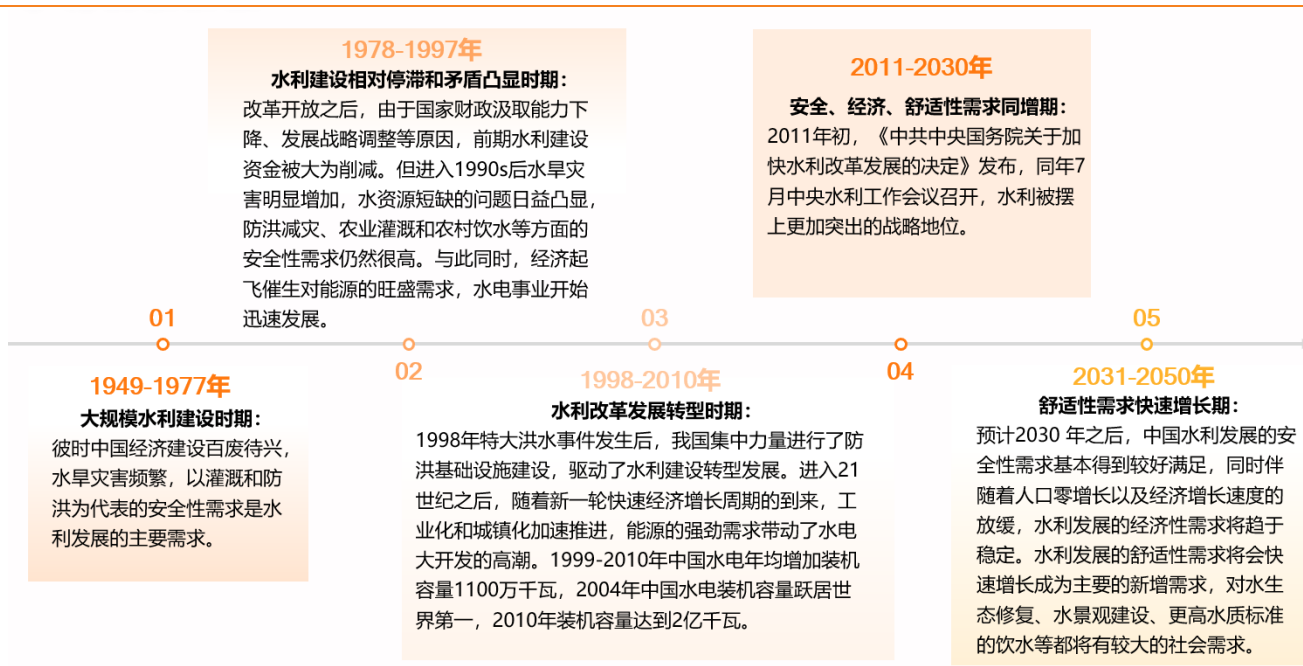 1978-1997年
水利建设相对停滞和矛盾凸显时期：
改革开放之后，由于国家财政汲取能力下
降、发展战略调整等原因，前期水利建设
资金被大为削减。但进入1990s后水旱灾
害明显增加，水资源短缺的问题日益凸显，
防洪减灾、农业灌溉和农村饮水等方面的
安全性需求仍然很高。与此同时，经济起
飞催生对能源的旺盛需求，水电事业开始
迅速发展。
2011-2030年
安全、经济、舒适性需求同增期：
2011年初，《中共中央国务院关于加
快水利改革发展的决定》发布，同年7
月中央水利工作会议召开，水利被摆
上更加突出的战略地位。
01
02
03
04
05
1949-1977年
大规模水利建设时期：
彼时中国经济建设百废待兴，
水旱灾害频繁，以灌溉和防
洪为代表的安全性需求是水
利发展的主要需求。
1998-2010年
水利改革发展转型时期：
1998年特大洪水事件发生后，我国集中力量进行了防
洪基础设施建设，驱动了水利建设转型发展。进入21
世纪之后，随着新一轮快速经济增长周期的到来，工
业化和城镇化加速推进，能源的强劲需求带动了水电
大开发的高潮。1999-2010年中国水电年均增加装机
容量1100万千瓦，2004年中国水电装机容量跃居世
界第一，2010年装机容量达到2亿千瓦。
2031-2050年
舒适性需求快速增长期：
预计2030 年之后，中国水利发展的安
全性需求基本得到较好满足，同时伴
随着人口零增长以及经济增长速度的
放缓，水利发展的经济性需求将趋于
稳定。水利发展的舒适性需求将会快
速增长成为主要的新增需求，对水生
态修复、水景观建设、更高水质标准
的饮水等都将有较大的社会需求。